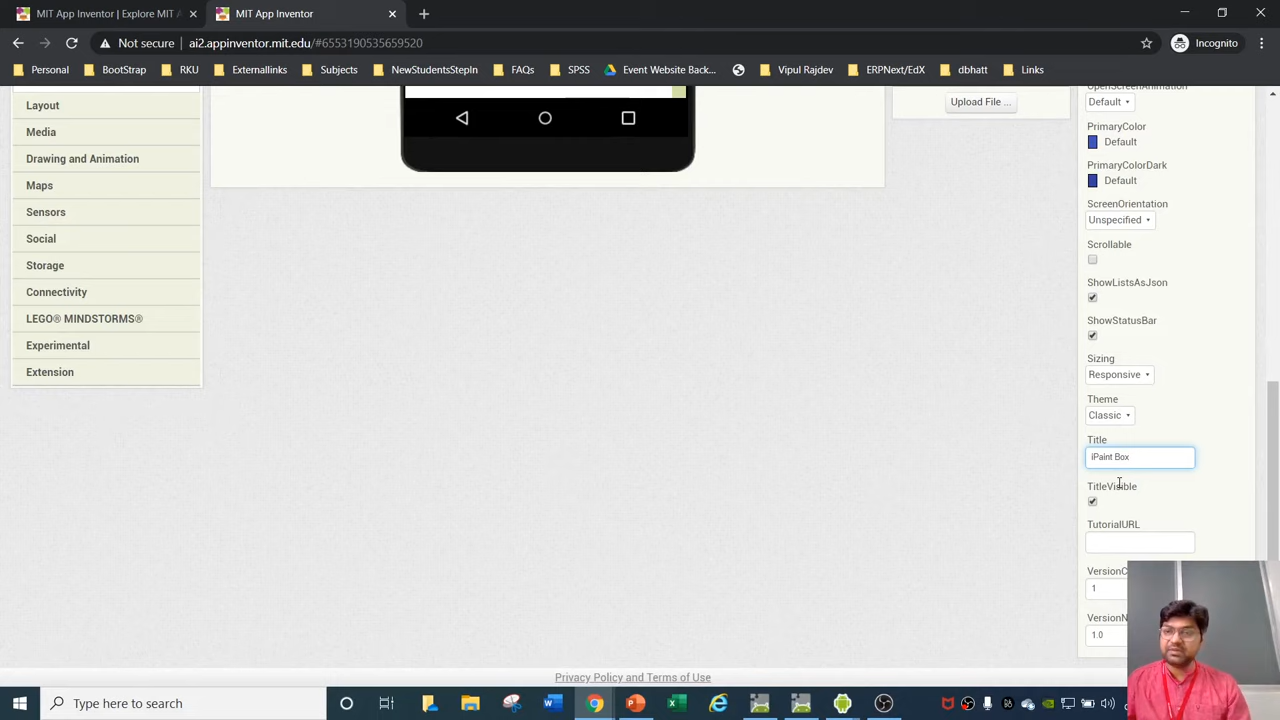 MIT App Inventor | Explore MIT A
MIT App Inventor
Not secure | ai2.appinventor.mit.edu/#6553190535659520
Incognito
Personal
BootStrap
RKU
Externallinks
Subjects
NewStudentsStepIn
FAQs
SPSS
Event Website Back...
Vipul Rajdev
ERPNext/EdX
dbhatt
Links
Layout
Media
Drawing and Animation
Maps
Sensors
Social
Storage
Connectivity
LEGO® MINDSTORMS®
Experimental
Extension
Upload File ...
OpenScreenAnimation
Default
PrimaryColor
Default
PrimaryColorDark
Default
ScreenOrientation
Unspecified
Scrollable
ShowListsAsJson
ShowStatusBar
Sizing
Responsive
Theme
Classic
Title
iPaint Box
TitleVisible
TutorialURL
VersionC
1
VersionN
1.0
Privacy Policy and Terms of Use
Type here to search